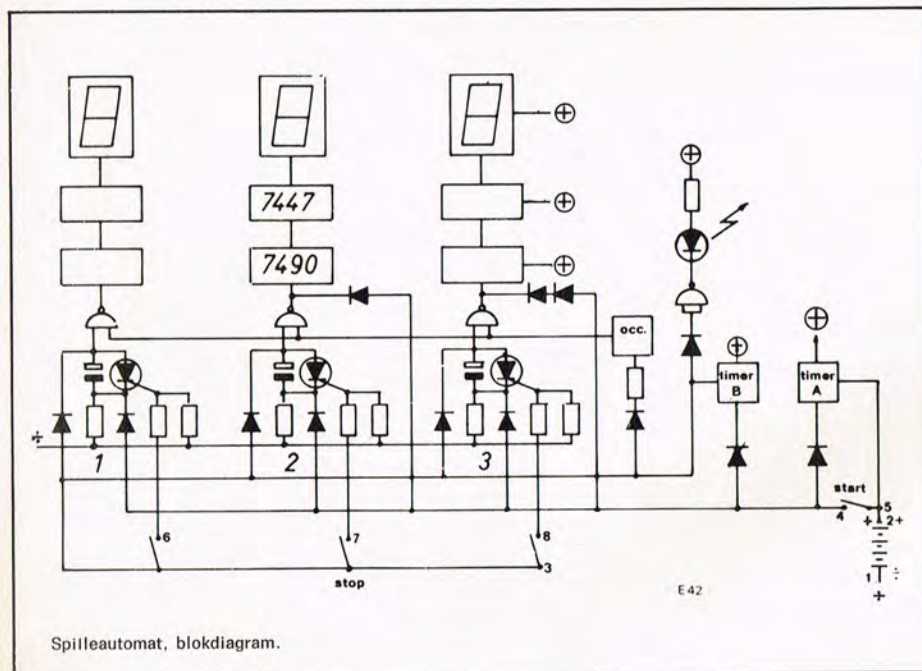 7447
7490
occ.
timer
B
timer
A
÷
1
2
3
start
4
5
+
2+
1
÷
+
6
7
8
3
stop
E42
Spilleautomat, blokdiagram.